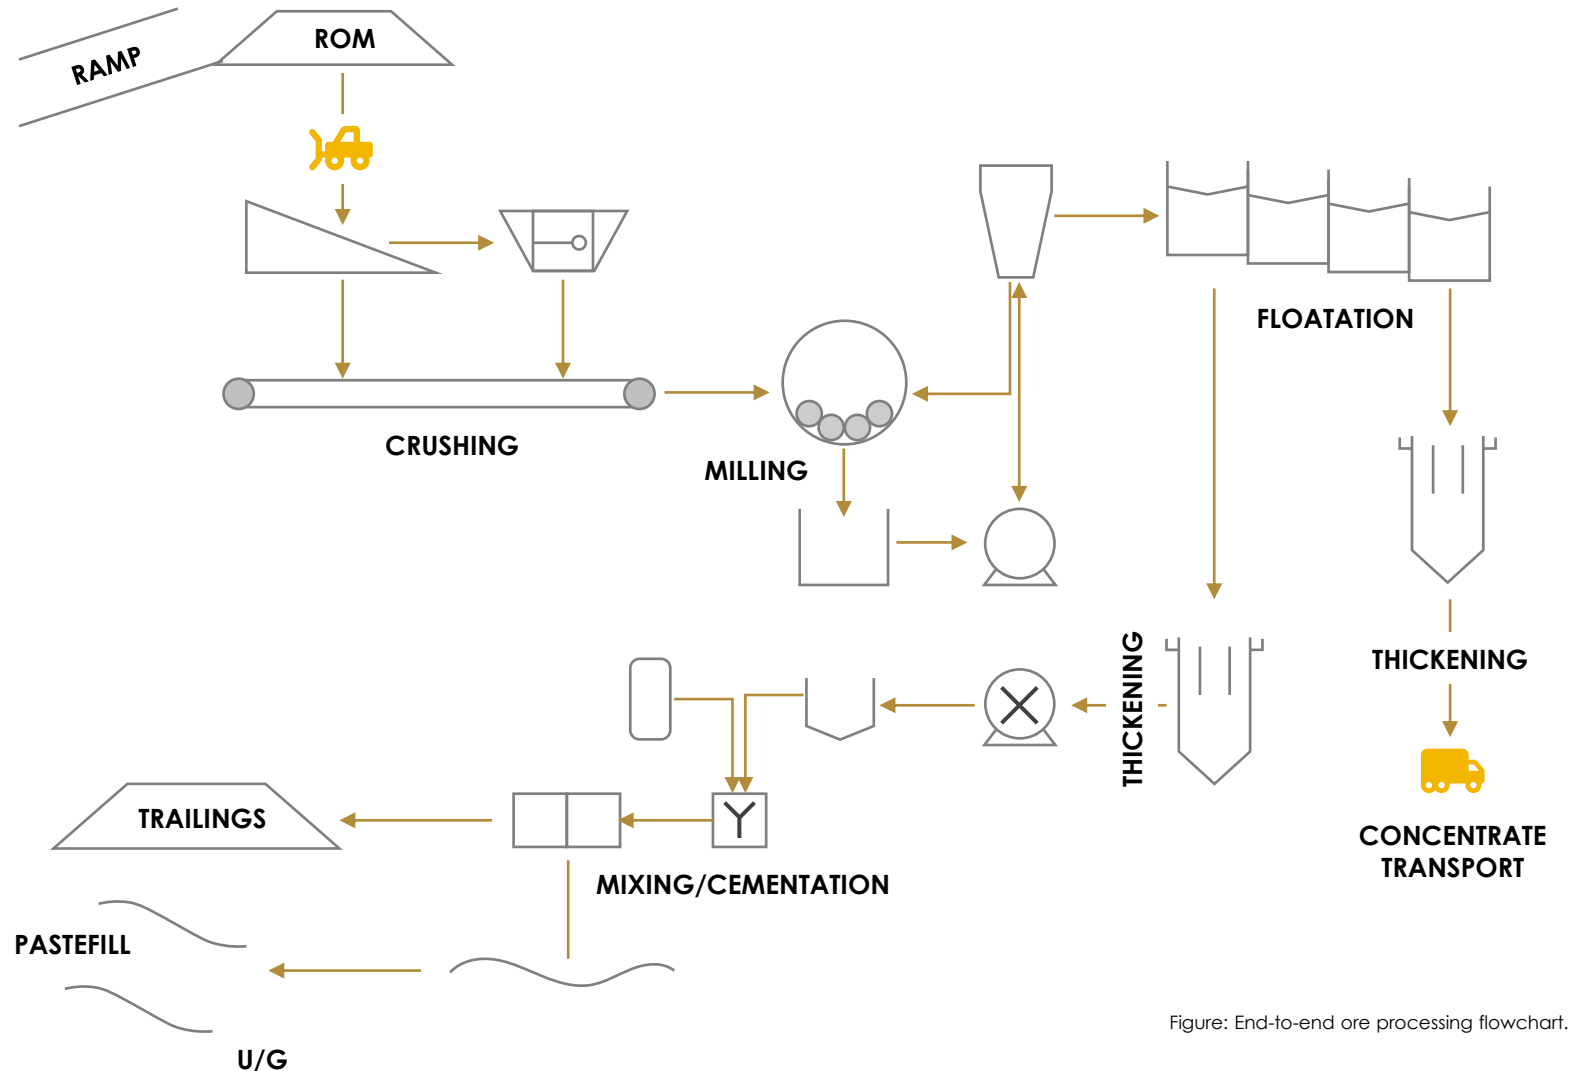 RAMP
ROM
CRUSHING
MILLING
FLOATATION
THICKENING
THICKENING
CONCENTRATE
TRANSPORT
TRAILINGS
MIXING/CEMENTATION
PASTEFILL
U/G
Figure: End-to-end ore processing flowchart.